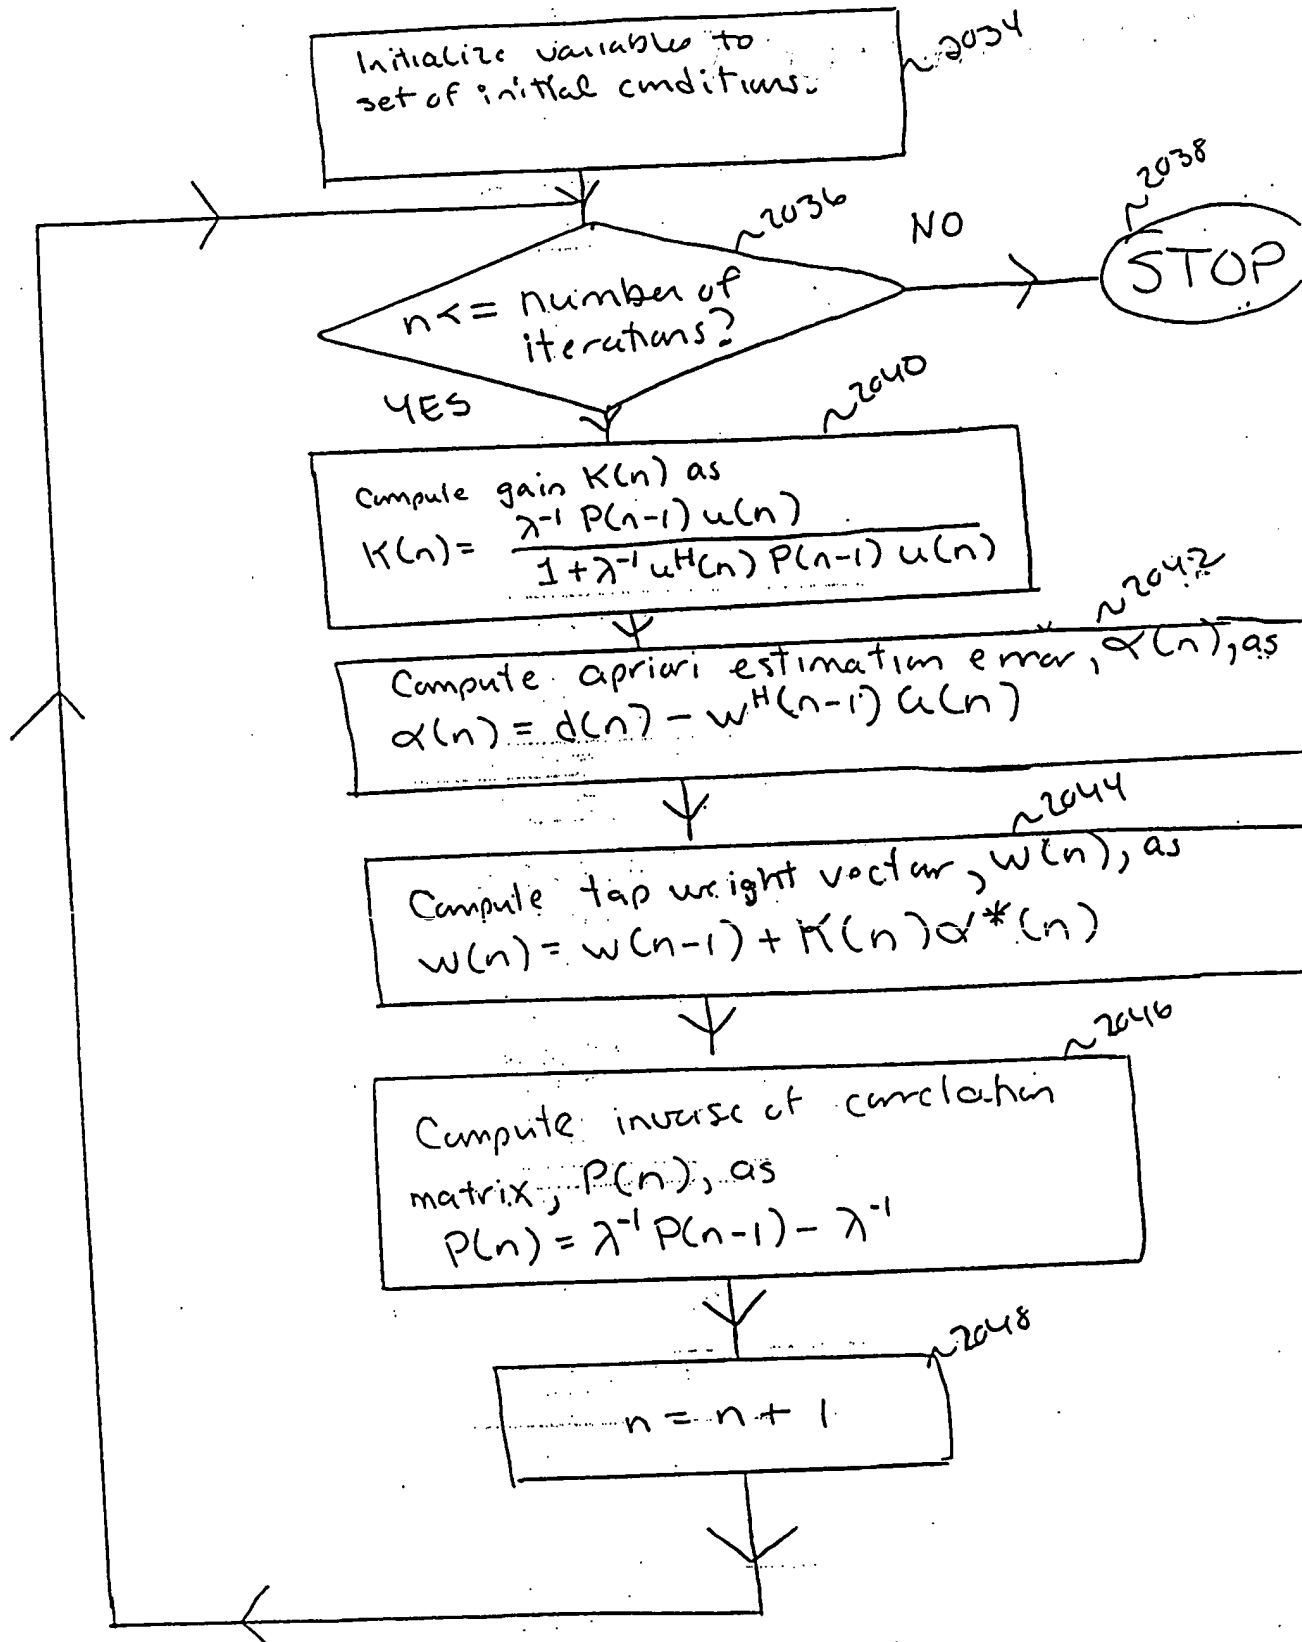 Initialize variables to
set of initial conditions.
~2034
~2036
n <= number of
iterations?
NO
~2038
STOP
YES
~2040
Compute gain K(n) as
K(n) = λ⁻¹ P(n-1) u(n)
1 + λ⁻¹ uᴴ(n) P(n-1) u(n)
~2042
Compute apriori estimation error, α(n), as
α(n) = d(n) - wᴴ(n-1) u(n)
~2044
Compute tap weight vector, w(n), as
w(n) = w(n-1) + K(n) α*(n)
~2046
Compute inverse of correlation
matrix, P(n), as
P(n) = λ⁻¹ P(n-1) - λ⁻¹
~2048
n = n + 1